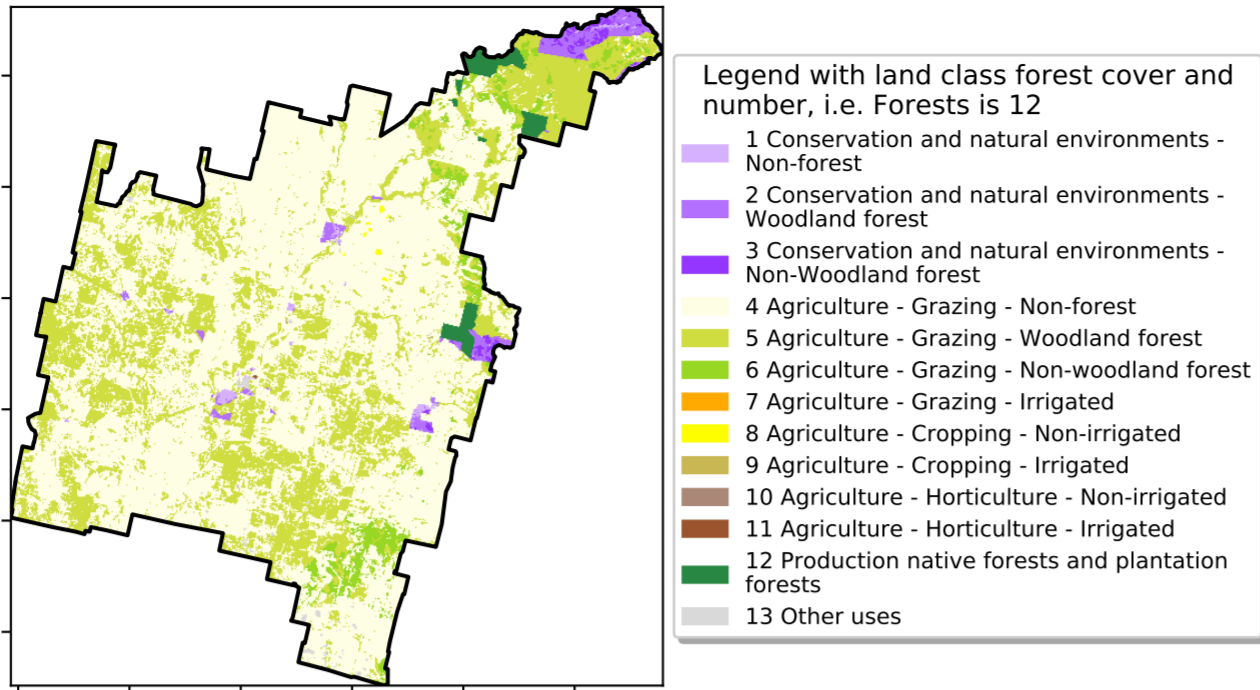 Legend with land class forest cover and
number, i.e. Forests is 12
1 Conservation and natural environments -
Non-forest
2 Conservation and natural environments -
Woodland forest
3 Conservation and natural environments -
Non-Woodland forest
4 Agriculture - Grazing - Non-forest
5 Agriculture - Grazing - Woodland forest
6 Agriculture - Grazing - Non-woodland forest
7 Agriculture - Grazing - Irrigated
8 Agriculture - Cropping - Non-irrigated
9 Agriculture - Cropping - Irrigated
10 Agriculture - Horticulture - Non-irrigated
11 Agriculture - Horticulture - Irrigated
12 Production native forests and plantation
forests
13 Other uses